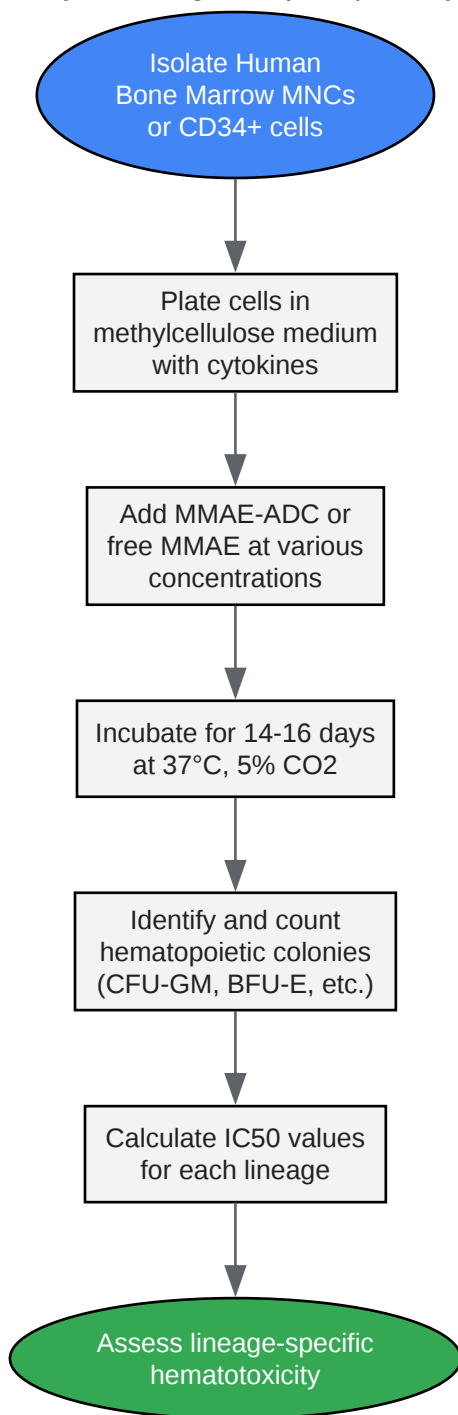 Isolate Human
Bone Marrow MNCs
or CD34+ cells
Plate cells in
methylcellulose medium
with cytokines
Add MMAE-ADC or
free MMAE at various
concentrations
Incubate for 14-16 days
at 37°C, 5% CO2
Identify and count
hematopoietic colonies
(CFU-GM, BFU-E, etc.)
Calculate IC50 values
for each lineage
Assess lineage-specific
hematotoxicity